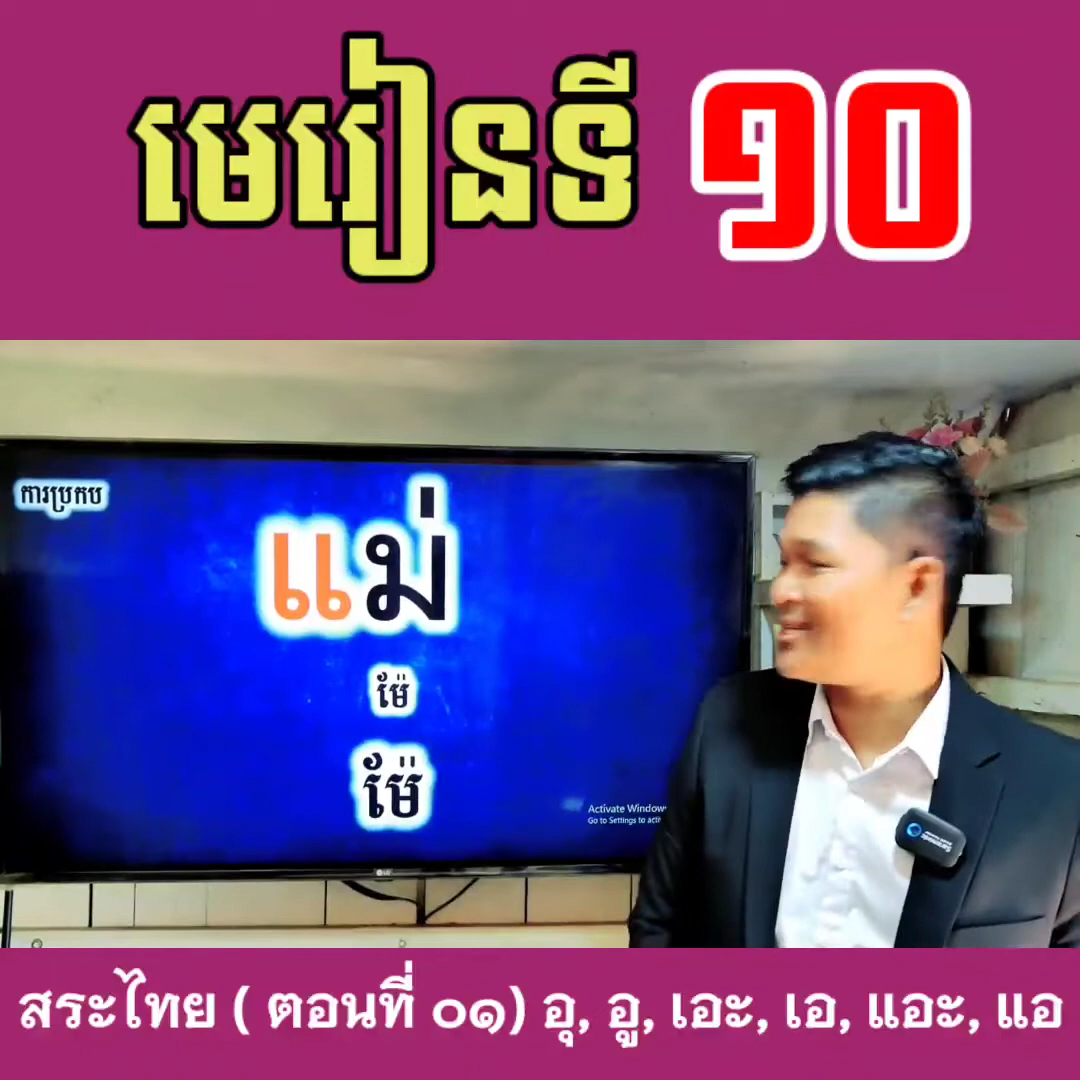 មេរៀនទី ១០
ការប្រកប
แม่
ម៉ែ
ម៉ែ
Activate Window
Go to Settings to acti
LG
สระไทย ( ตอนที่ ๐๑) อุ, อู, เอะ, เอ, แอะ, แอ